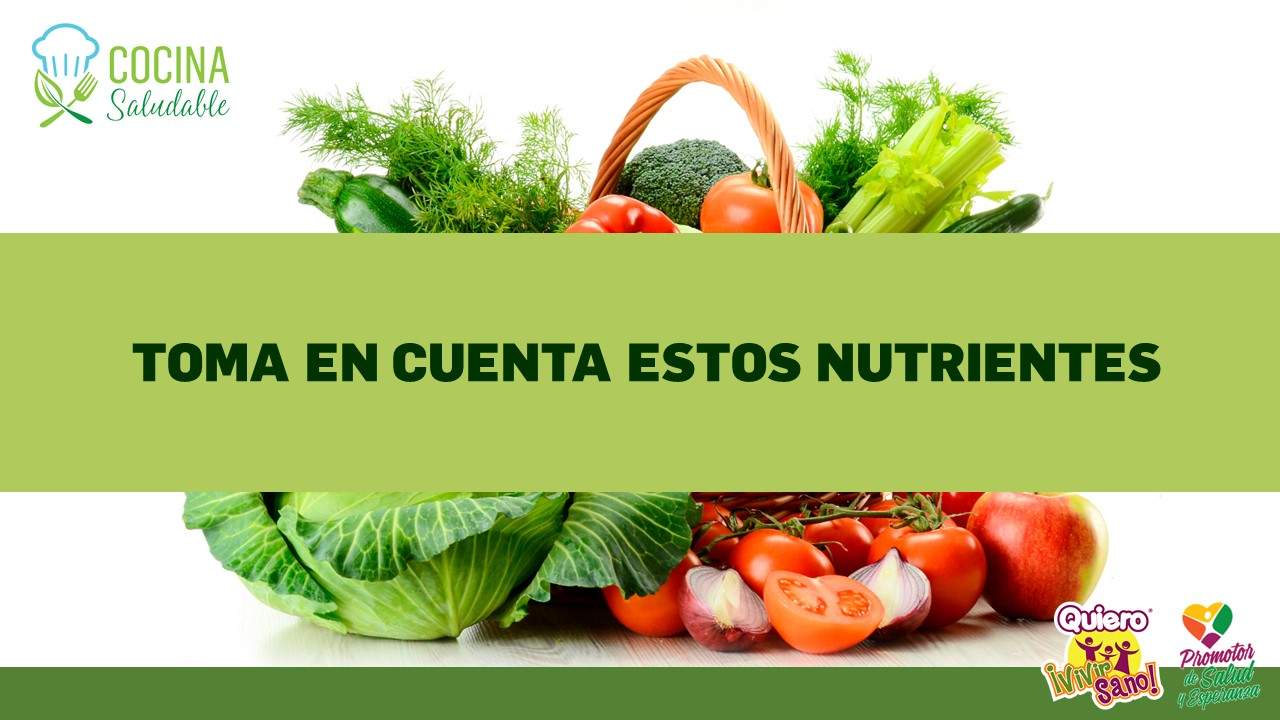 COCINA
Saludable
TOMA EN CUENTA ESTOS NUTRIENTES
Quiero®
¡Vivir
Sano!
Promotor
de Salud
y Esperanza